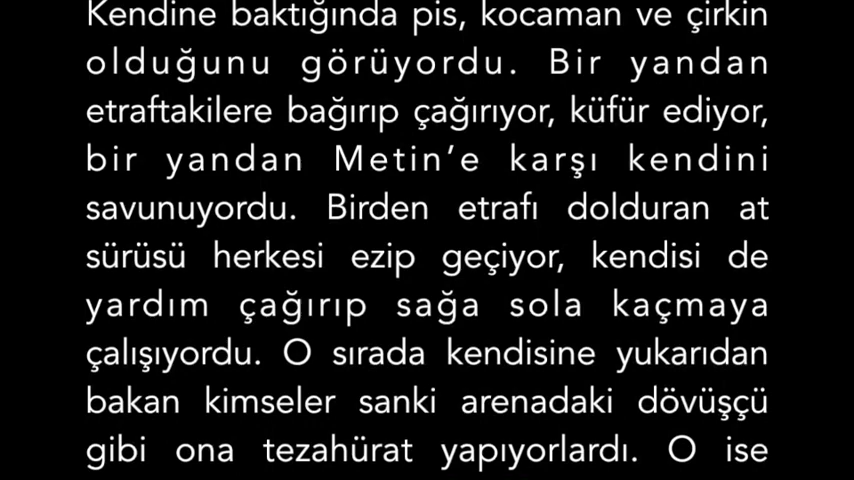 Kendine baktığında pis, kocaman ve çirkin
olduğunu görüyordu. Bir yandan
etraftakilere bağırıp çağırıyor, küfür ediyor,
bir yandan Metin’e karşı kendini
savunuyordu. Birden etrafı dolduran at
sürüsü herkesi ezip geçiyor, kendisi de
yardım çağırıp sağa sola kaçmaya
çalışıyordu. O sırada kendisine yukarıdan
bakan kimseler sanki arenadaki dövüşçü
gibi ona tezahürat yapıyorlardı. O ise